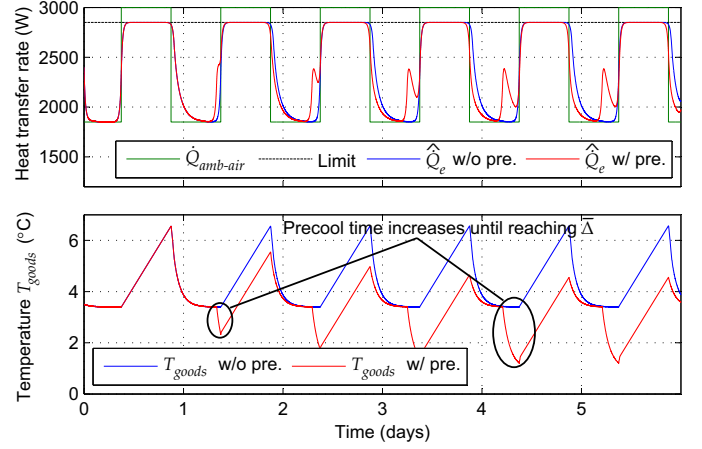 3000
2500
2000
1500
Heat transfer rate (W)
Q̇amb-air Limit Q̇̂e w/o pre. Q̇̂e w/ pre.
Precool time increases until reaching Δ̅
6
4
2
0
Temperature Tgoods (°C)
Tgoods w/o pre. Tgoods w/ pre.
0 1 2 3 4 5
Time (days)